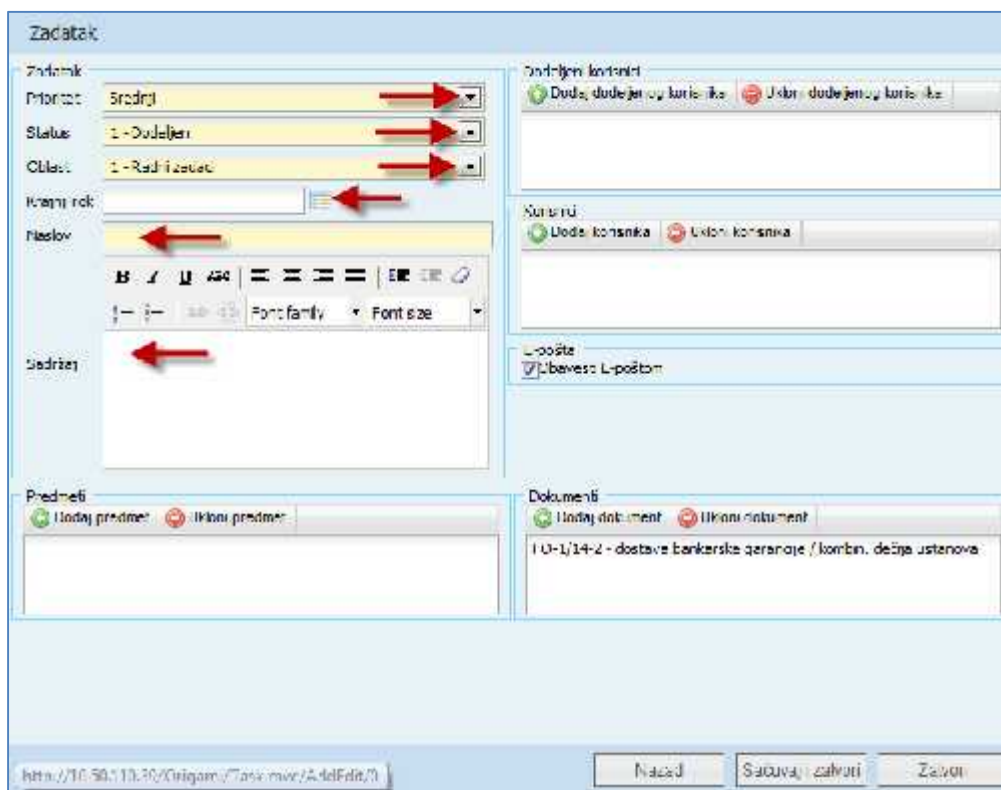 Zadatak
Zadatak
Prioritet Srednji
Status 1 - Dodeljen
Oblast 1 - Radni zadaci
Krajnji rok
Naslov
B I U ABC
Font family Font size
Sadržaj
Dodeljeni korisnici
Dodaj dodeljenog korisnika Ukloni dodeljenog korisnika
Korisnici
Dodaj korisnika Ukloni korisnika
E-pošta
Obavesti E-poštom
Predmeti
Dodaj predmet Ukloni predmet
Dokumenti
Dodaj dokument Ukloni dokument
- dostave bankarske garancije / kombin. dečija ustanova
Nazad Sačuvaj i zatvori Zatvori